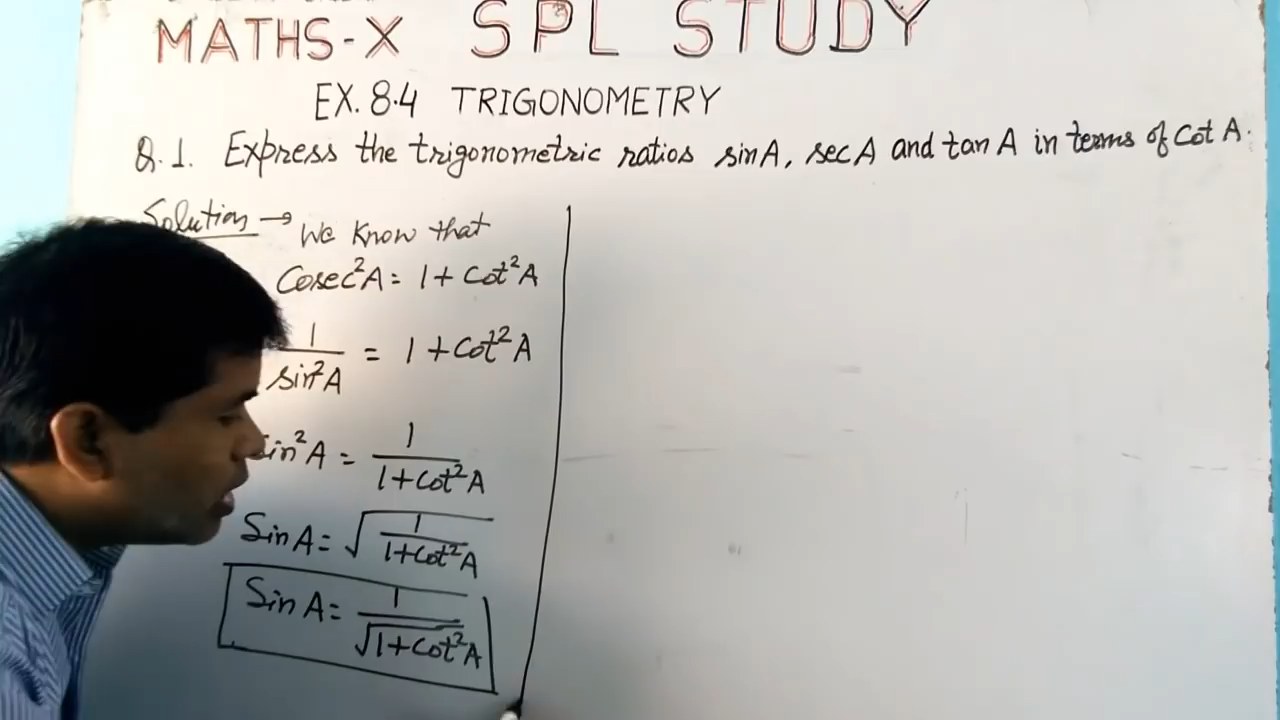 MATHS-X SPL STUDY
EX. 8.4 TRIGONOMETRY
Q.1. Express the trigonometric ratios sinA, secA and tanA in terms of Cot A.
Solution → We know that
Cosec²A = 1 + Cot²A
1/sin²A = 1 + Cot²A
in²A = 1/1+Cot²A
Sin A = √1/1+Cot²A
Sin A = 1/√1+Cot²A